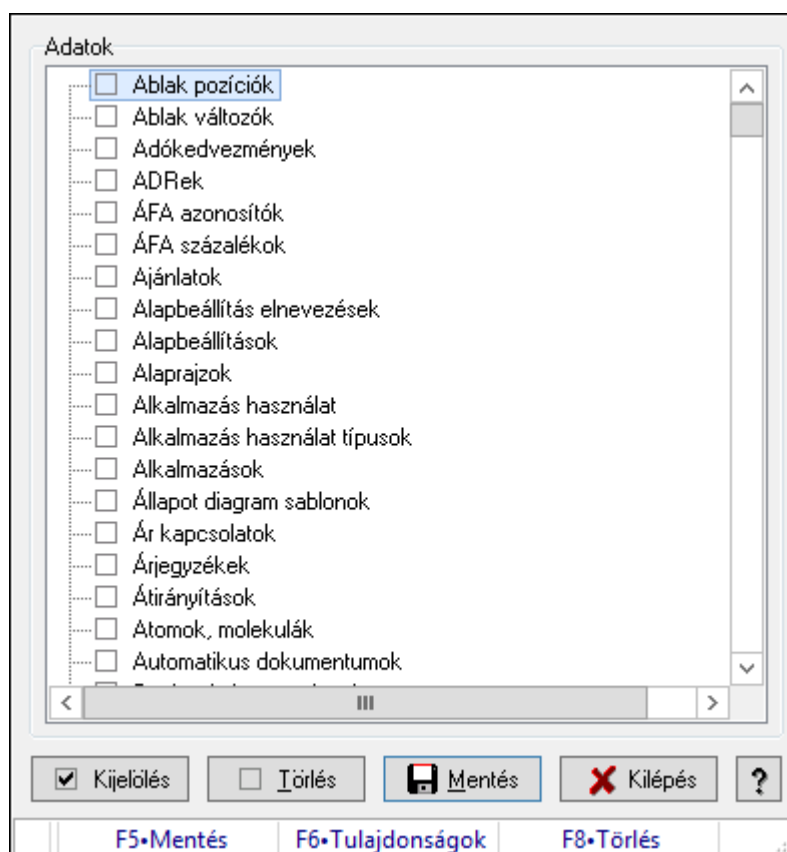 Adatok
Ablak pozíciók
Ablak változók
Adókedvezmények
ADRek
ÁFA azonosítók
ÁFA százalékok
Ajánlatok
Alapbeállítás elnevezések
Alapbeállítások
Alaprajzok
Alkalmazás használat
Alkalmazás használat típusok
Alkalmazások
Állapot diagram sablonok
Ár kapcsolatok
Árjegyzékek
Átirányítások
Atomok, molekulák
Automatikus dokumentumok
Kijelölés Törlés Mentés Kilépés ?
F5•Mentés F6•Tulajdonságok F8•Törlés